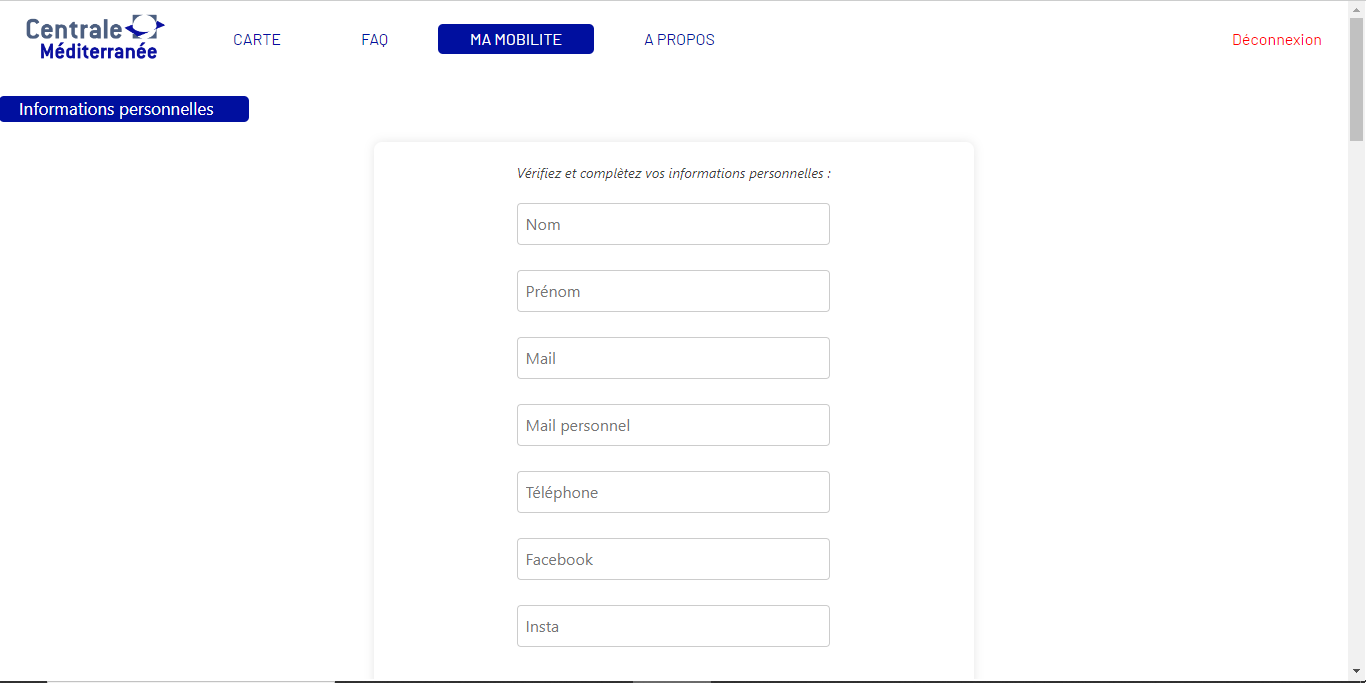 Centrale
Méditerranée
CARTE
FAQ
MA MOBILITE
A PROPOS
Déconnexion
Informations personnelles
Vérifiez et complètez vos informations personnelles :
Nom
Prénom
Mail
Mail personnel
Téléphone
Facebook
Insta